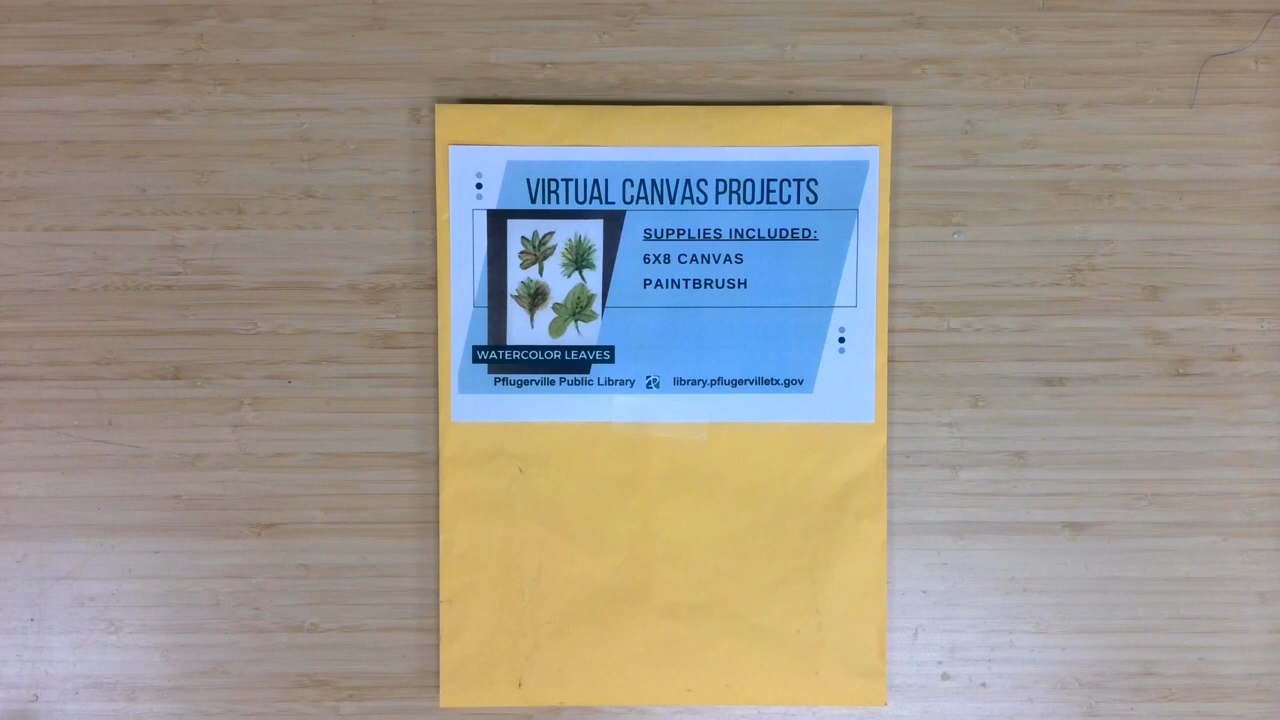 VIRTUAL CANVAS PROJECTS
SUPPLIES INCLUDED:
6X8 CANVAS
PAINTBRUSH
WATERCOLOR LEAVES
Pflugerville Public Library library.pflugervilletx.gov